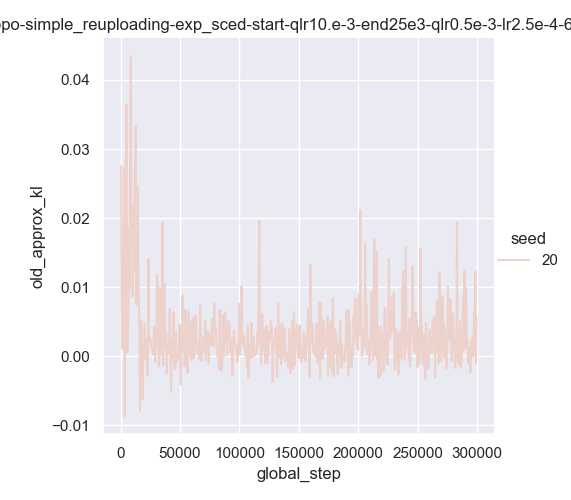 po-simple_reuploading-exp_sced-start-qlr10.e-3-end25e3-qlr0.5e-3-lr2.5e-4-6
0.04
0.03
0.02
0.01
0.00
−0.01
old_approx_kl
0 50000 100000 150000 200000 250000 300000
global_step
seed
20